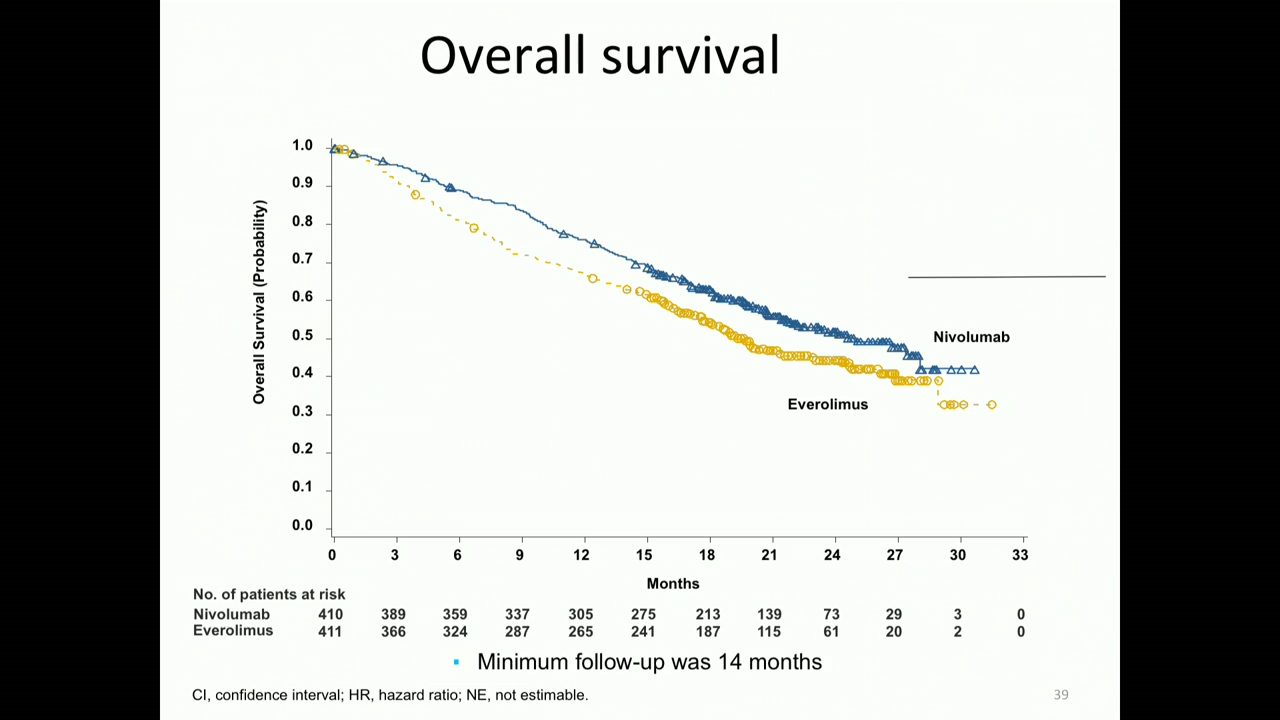 Overall survival
1.0
0.9
0.8
0.7
0.6
0.5
0.4
0.3
0.2
0.1
0.0
Overall Survival (Probability)
Nivolumab
Everolimus
0 3 6 9 12 15 18 21 24 27 30 33
Months
No. of patients at risk
Nivolumab 410 389 359 337 305 275 213 139 73 29 3 0
Everolimus 411 366 324 287 265 241 187 115 61 20 2 0
▪ Minimum follow-up was 14 months
CI, confidence interval; HR, hazard ratio; NE, not estimable.
39